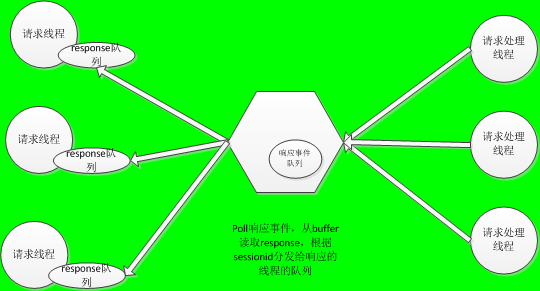 请求线程
response队
列
请求线程
response队
列
请求线程
response队
列
响应事件
队列
Poll响应事件，从buffer
读取response，根据
sessionid分发给响应的
线程的队列
请求处理
线程
请求处理
线程
请求处理
线程